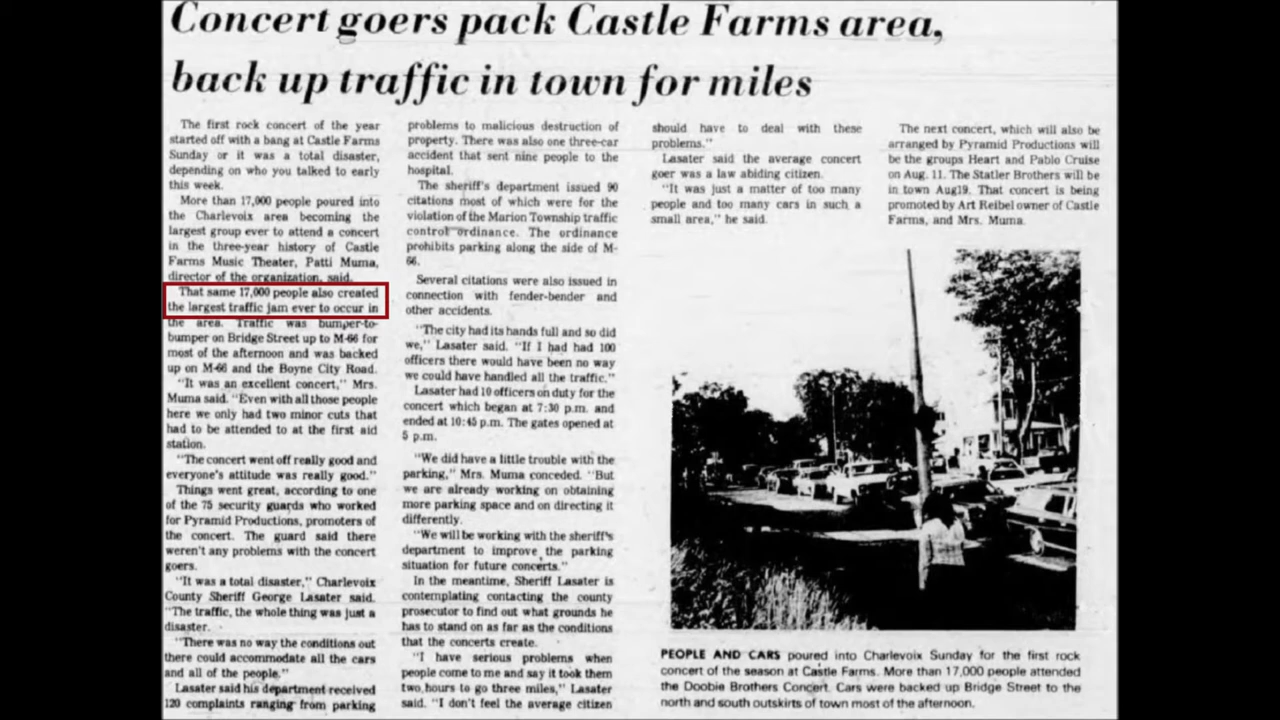 Concert goers pack Castle Farms area,
back up traffic in town for miles
The first rock concert of the year
started off with a bang at Castle Farms
Sunday or it was a total disaster,
depending on who you talked to early
this week.
More than 17,000 people poured into
the Charlevoix area becoming the
largest group ever to attend a concert
in the three-year history of Castle
Farms Music Theater, Patti Muma,
director of the organization, said.
That same 17,000 people also created
the largest traffic jam ever to occur in
the area. Traffic was bumper-to-
bumper on Bridge Street up to M-66 for
most of the afternoon and was backed
up on M-66 and the Boyne City Road.
"It was an excellent concert," Mrs.
Muma said. "Even with all those people
here we only had two minor cuts that
had to be attended to at the first aid
station.
"The concert went off really good and
everyone's attitude was really good."
Things went great, according to one
of the 75 security guards who worked
for Pyramid Productions, promoters of
the concert. The guard said there
weren't any problems with the concert
goers.
"It was a total disaster," Charlevoix
County Sheriff George Lasater said.
"The traffic, the whole thing was just a
disaster.
"There was no way the conditions out
there could accommodate all the cars
and all of the people."
Lasater said his department received
120 complaints ranging from parking
problems to malicious destruction of
property. There was also one three-car
accident that sent nine people to the
hospital.
The sheriff's department issued 90
citations most of which were for the
violation of the Marion Township traffic
control ordinance. The ordinance
prohibits parking along the side of M-
66.
Several citations were also issued in
connection with fender-bender and
other accidents.
"The city had its hands full and so did
we," Lasater said. "If I had had 100
officers there would have been no way
we could have handled all the traffic."
Lasater had 10 officers on duty for the
concert which began at 7:30 p.m. and
ended at 10:45 p.m. The gates opened at
5 p.m.
"We did have a little trouble with the
parking," Mrs. Muma conceded. "But
we are already working on obtaining
more parking space and on directing it
differently.
"We will be working with the sheriff's
department to improve the parking
situation for future concerts."
In the meantime, Sheriff Lasater is
contemplating contacting the county
prosecutor to find out what grounds he
has to stand on as far as the conditions
that the concerts create.
"I have serious problems when
people come to me and say it took them
two hours to go three miles," Lasater
said. "I don't feel the average citizen
should have to deal with these
problems."
Lasater said the average concert
goer was a law abiding citizen.
"It was just a matter of too many
people and too many cars in such a
small area," he said.
The next concert, which will also be
arranged by Pyramid Productions will
be the groups Heart and Pablo Cruise
on Aug. 11. The Statler Brothers will be
in town Aug19. That concert is being
promoted by Art Reibel owner of Castle
Farms, and Mrs. Muma.
PEOPLE AND CARS poured into Charlevoix Sunday for the first rock
concert of the season at Castle Farms. More than 17,000 people attended
the Doobie Brothers Concert. Cars were backed up Bridge Street to the
north and south outskirts of town most of the afternoon.